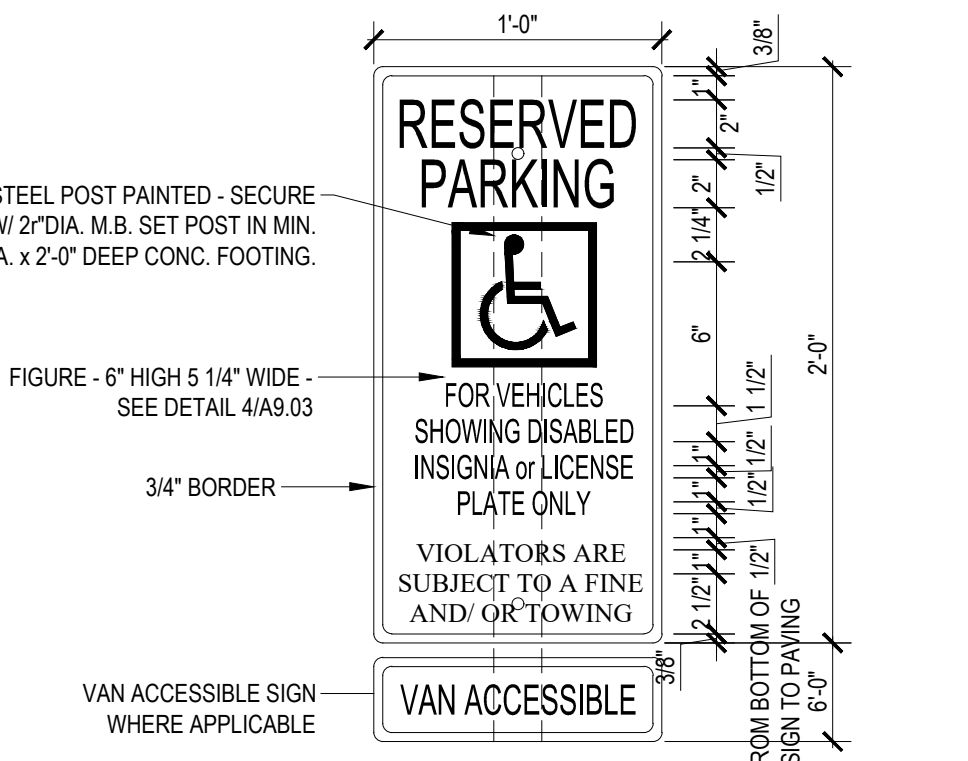 1'-0"
3/8"
1"
2"
1/2"
2"
2 1/4"
6"
2'-0"
1 1/2"
1"
1/2"
1"
1/2"
1"
1/2"
1"
2 1/2"
3/8"
6'-0"
RESERVED
PARKING
STEEL POST PAINTED - SECURE
W/ 2r"DIA. M.B. SET POST IN MIN.
x 2'-0" DEEP CONC. FOOTING.
FIGURE - 6" HIGH 5 1/4" WIDE -
SEE DETAIL 4/A9.03
3/4" BORDER
FOR VEHICLES
SHOWING DISABLED
INSIGNIA or LICENSE
PLATE ONLY
VIOLATORS ARE
SUBJECT TO A FINE
AND/ OR TOWING
VAN ACCESSIBLE SIGN
WHERE APPLICABLE
VAN ACCESSIBLE
BOTTOM OF
SIGN TO PAVING